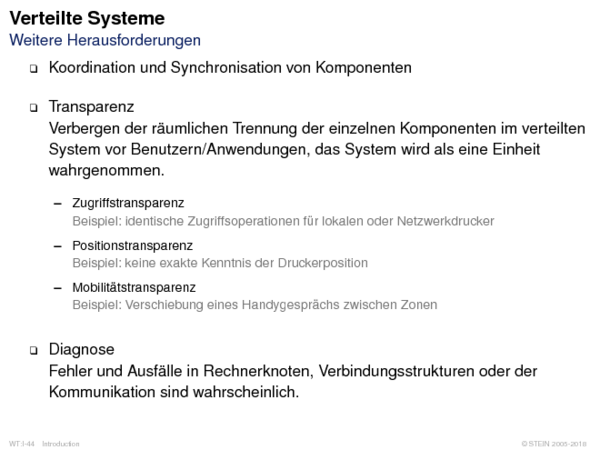 Verteilte Systeme
Weitere Herausforderungen
❑ Koordination und Synchronisation von Komponenten
❑ Transparenz
Verbergen der räumlichen Trennung der einzelnen Komponenten im verteilten
System vor Benutzern/Anwendungen, das System wird als eine Einheit
wahrgenommen.
– Zugriffstransparenz
Beispiel: identische Zugriffsoperationen für lokalen oder Netzwerkdrucker
– Positionstransparenz
Beispiel: keine exakte Kenntnis der Druckerposition
– Mobilitätstransparenz
Beispiel: Verschiebung eines Handygesprächs zwischen Zonen
❑ Diagnose
Fehler und Ausfälle in Rechnerknoten, Verbindungsstrukturen oder der
Kommunikation sind wahrscheinlich.
WT:I-44 Introduction © STEIN 2005-2018